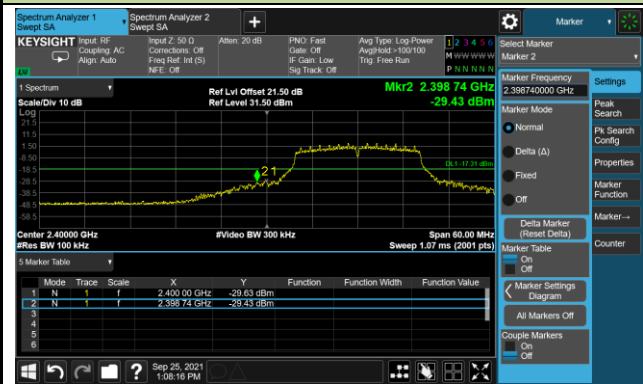 Spectrum Analyzer 1
Swept SA
Spectrum Analyzer 2
Swept SA
Marker
KEYSIGHT
Input: RF
Coupling: AC
Align: Auto
Input Z: 50 Ω
Corrections: Off
Freq Ref: Int (S)
NFE: Off
Atten: 20 dB
PNO: Fast
Gate: Off
IF Gain: Low
Sig Track: Off
Avg Type: Log-Power
Avg|Hold:>100/100
Trig: Free Run
1 2 3 4 5 6
M W W W W W
P N N N N N
LW
Select Marker
Marker 2
1 Spectrum
Scale/Div 10 dB
Ref Lvl Offset 21.50 dB
Ref Level 31.50 dBm
Mkr2 2.398 74 GHz
-29.43 dBm
Log
21.5
11.5
1.50
-8.50
-18.5
-28.5
-38.5
-48.5
-58.5
DL1 -17.31 dBm
2 1
Center 2.40000 GHz
#Res BW 100 kHz
#Video BW 300 kHz
Span 60.00 MHz
Sweep 1.07 ms (2001 pts)
5 Marker Table
Mode Trace Scale X Y Function Function Width Function Value
1 N 1 f 2.400 00 GHz -29.63 dBm
2 N 1 f 2.398 74 GHz -29.43 dBm
3
4
5
6
Marker Frequency
2.398740000 GHz
Marker Mode
Normal
Delta (Δ)
Fixed
Off
Delta Marker
(Reset Delta)
Marker Table
On
Off
Marker Settings
Diagram
All Markers Off
Couple Markers
On
Off
Settings
Peak
Search
Pk Search
Config
Properties
Marker
Function
Marker→
Counter
?
Sep 25, 2021
1:08:16 PM